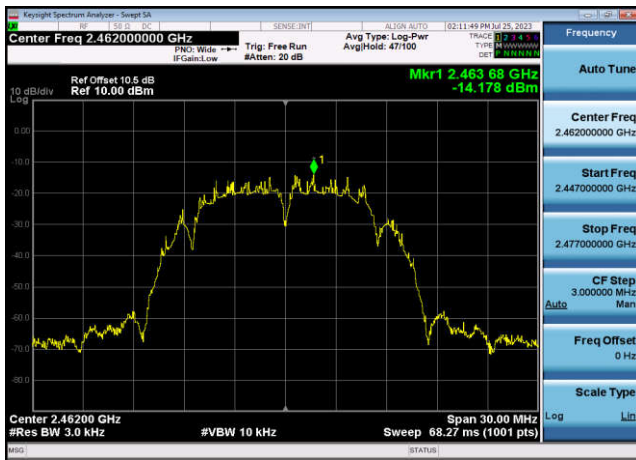 Keysight Spectrum Analyzer - Swept SA
RF 50 Ω DC SENSE:INT ALIGN AUTO 02:11:49 PM Jul 25, 2023
Center Freq 2.462000000 GHz
PNO: Wide
IFGain:Low
Trig: Free Run
#Atten: 20 dB
Avg Type: Log-Pwr
Avg|Hold: 47/100
TRACE 1 2 3 4 5 6
TYPE M WWWWW
DET P N N N N N
Ref Offset 10.5 dB
Ref 10.00 dBm
Mkr1 2.463 68 GHz
-14.178 dBm
10 dB/div
Log
0.00
-10.0
-20.0
-30.0
-40.0
-50.0
-60.0
-70.0
-80.0
1
Center 2.46200 GHz
Span 30.00 MHz
#Res BW 3.0 kHz
#VBW 10 kHz
Sweep 68.27 ms (1001 pts)
MSG
STATUS
Frequency
Auto Tune
Center Freq
2.462000000 GHz
Start Freq
2.447000000 GHz
Stop Freq
2.477000000 GHz
CF Step
3.000000 MHz
Auto Man
Freq Offset
0 Hz
Scale Type
Log Lin